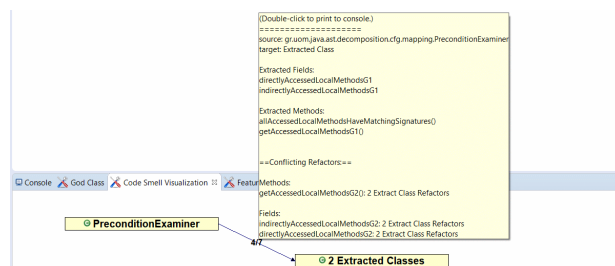 (Double-click to print to console.)
====================
source: gr.uom.java.ast.decomposition.cfg.mapping.PreconditionExaminer
target: Extracted Class
Extracted Fields:
directlyAccessedLocalMethodsG1
indirectlyAccessedLocalMethodsG1
Extracted Methods:
allAccessedLocalMethodsHaveMatchingSignatures()
getAccessedLocalMethodsG1()
==Conflicting Refactors:==
Methods:
getAccessedLocalMethodsG2(): 2 Extract Class Refactors
Fields:
indirectlyAccessedLocalMethodsG2: 2 Extract Class Refactors
directlyAccessedLocalMethodsG2: 2 Extract Class Refactors
Console God Class Code Smell Visualization Featur
PreconditionExaminer
4/7
2 Extracted Classes